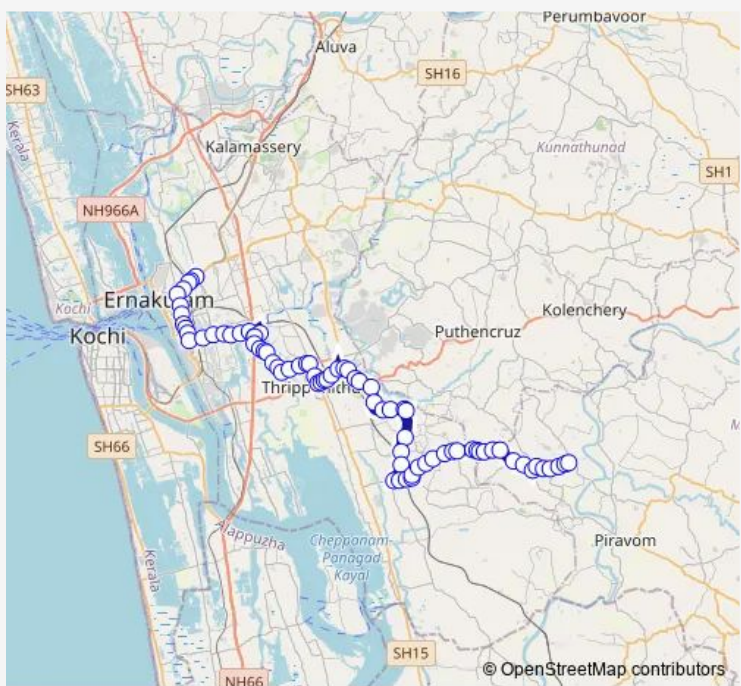 Perumbavoor
Aluva
SH16
SH63
Kerala
Kalamassery
Kunnathunad
SH1
NH966A
Ernakulam
Kochi
Kolenchery
Kochi
Puthencruz
SH66
Alappuzha
Cheppanam-
Panagad
Kayal
Piravom
Kerala
SH15
NH66
© OpenStreetMap contributors